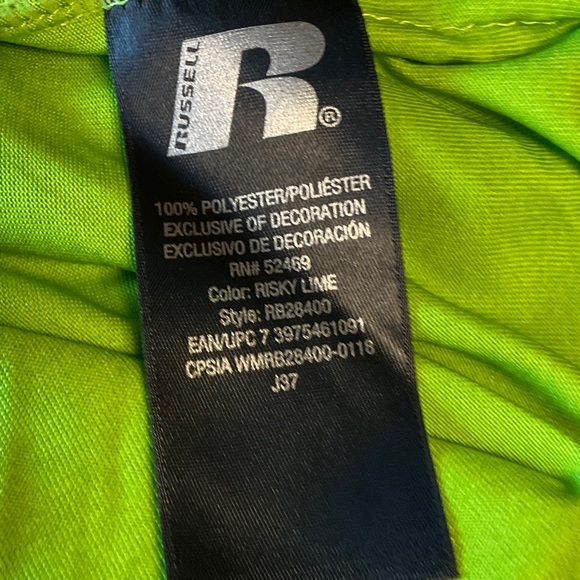 RUSSELL
R®
100% POLYESTER/POLIÉSTER
EXCLUSIVE OF DECORATION
EXCLUSIVO DE DECORACIÓN
RN# 52469
Color: RISKY LIME
Style: RB28400
EAN/UPC 7 3975461091
CPSIA WMRB28400-0118
J37